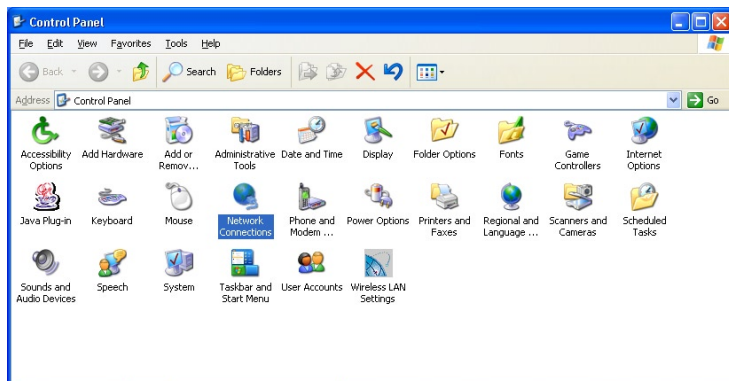 Control Panel
File Edit View Favorites Tools Help
Back Search Folders
Address Control Panel Go
Accessibility Options
Add Hardware
Add or Remov...
Administrative Tools
Date and Time
Display
Folder Options
Fonts
Game Controllers
Internet Options
Java Plug-in
Keyboard
Mouse
Network Connections
Phone and Modem ...
Power Options
Printers and Faxes
Regional and Language ...
Scanners and Cameras
Scheduled Tasks
Sounds and Audio Devices
Speech
System
Taskbar and Start Menu
User Accounts
Wireless LAN Settings